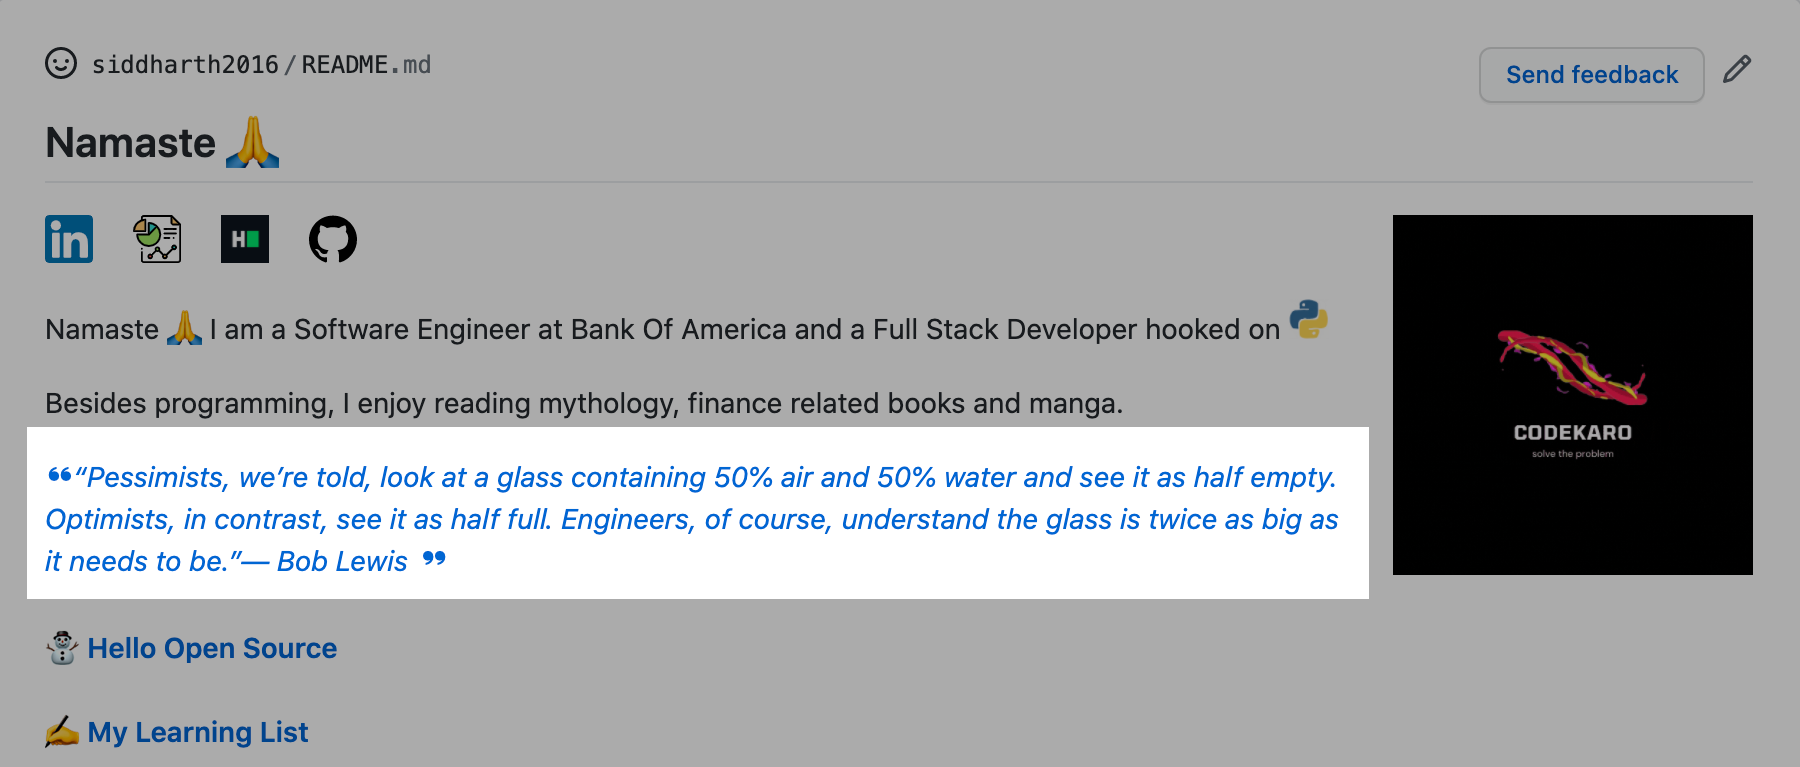 siddharth2016/README.md
Send feedback
Namaste 🙏
in
H
Namaste 🙏 I am a Software Engineer at Bank Of America and a Full Stack Developer hooked on
Besides programming, I enjoy reading mythology, finance related books and manga.
❝“Pessimists, we’re told, look at a glass containing 50% air and 50% water and see it as half empty.
Optimists, in contrast, see it as half full. Engineers, of course, understand the glass is twice as big as
it needs to be.”— Bob Lewis ❞
CODEKARO
solve the problem
⛄ Hello Open Source
✍ My Learning List